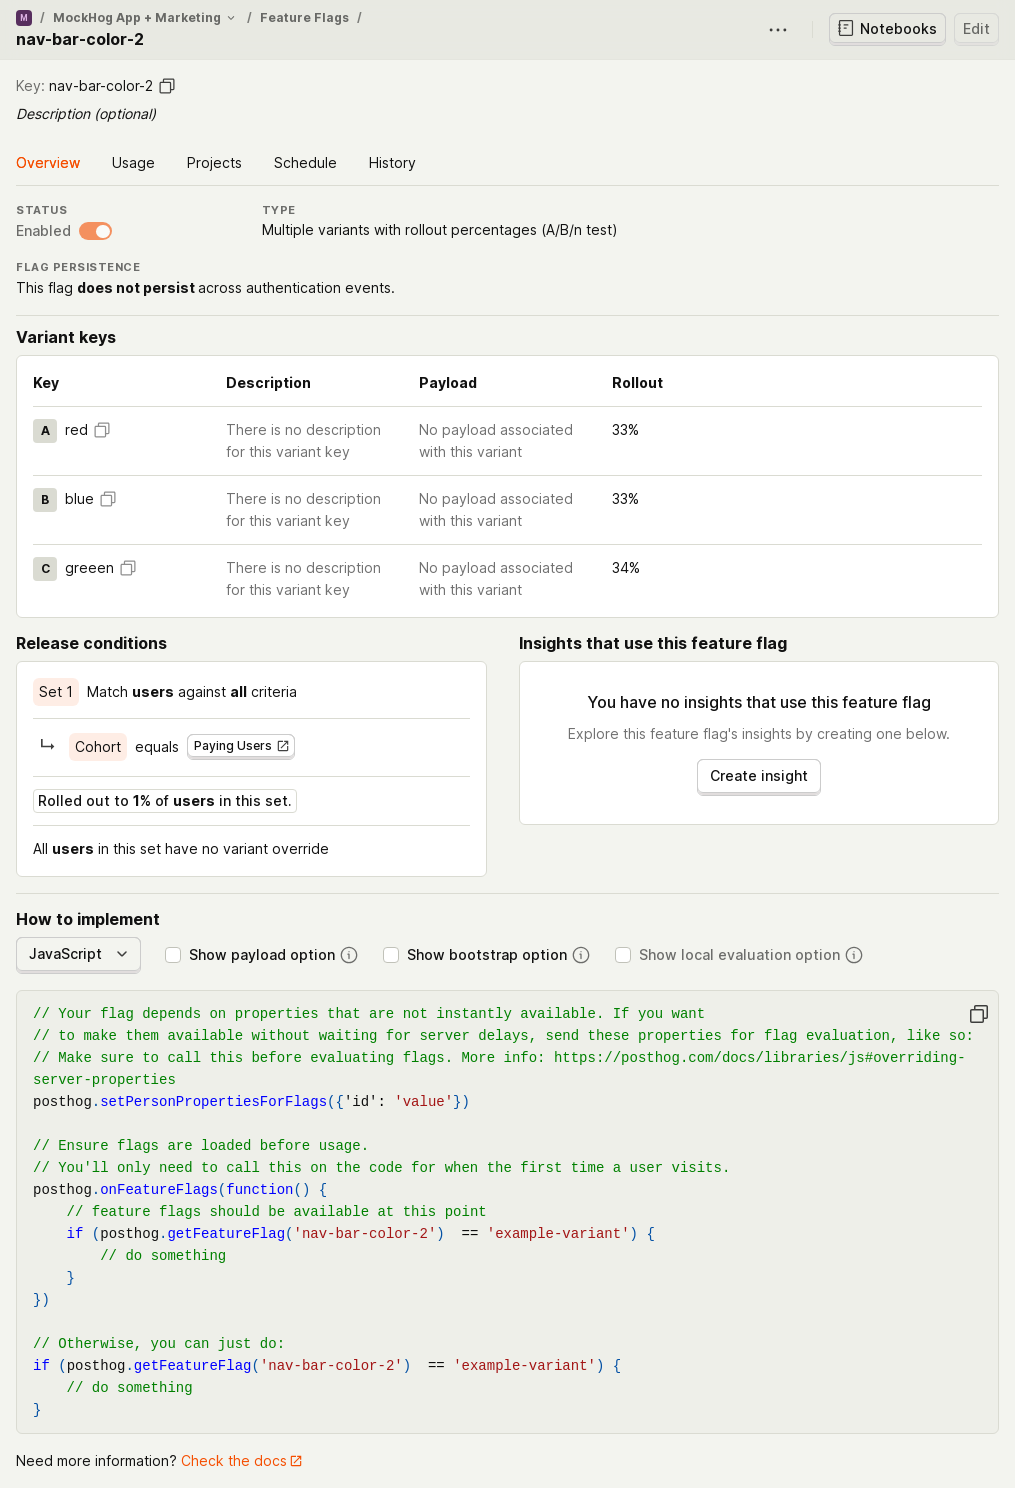 M / MockHog App + Marketing / Feature Flags /
nav-bar-color-2
Notebooks
Edit
Key: nav-bar-color-2
Description (optional)
Overview Usage Projects Schedule History
STATUS
Enabled
TYPE
Multiple variants with rollout percentages (A/B/n test)
FLAG PERSISTENCE
This flag does not persist across authentication events.
Variant keys
Key Description Payload Rollout
A red There is no description No payload associated 33%
for this variant key with this variant
B blue There is no description No payload associated 33%
for this variant key with this variant
C greeen There is no description No payload associated 34%
for this variant key with this variant
Release conditions
Set 1 Match users against all criteria
Cohort equals Paying Users
Rolled out to 1% of users in this set.
All users in this set have no variant override
Insights that use this feature flag
You have no insights that use this feature flag
Explore this feature flag's insights by creating one below.
Create insight
How to implement
JavaScript Show payload option Show bootstrap option Show local evaluation option
// Your flag depends on properties that are not instantly available. If you want
// to make them available without waiting for server delays, send these properties for flag evaluation, like so:
// Make sure to call this before evaluating flags. More info: https://posthog.com/docs/libraries/js#overriding-
server-properties
posthog.setPersonPropertiesForFlags({'id': 'value'})
// Ensure flags are loaded before usage.
// You'll only need to call this on the code for when the first time a user visits.
posthog.onFeatureFlags(function() {
    // feature flags should be available at this point
    if (posthog.getFeatureFlag('nav-bar-color-2')  == 'example-variant') {
        // do something
    }
})
// Otherwise, you can just do:
if (posthog.getFeatureFlag('nav-bar-color-2')  == 'example-variant') {
    // do something
}
Need more information? Check the docs